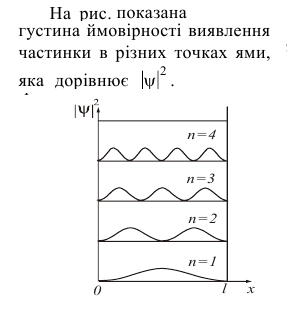 На рис. показана
густина ймовірності виявлення
частинки в різних точках ями,
яка дорівнює |ψ|².
|Ψ|²
n=4
n=3
n=2
n=1
0 l x